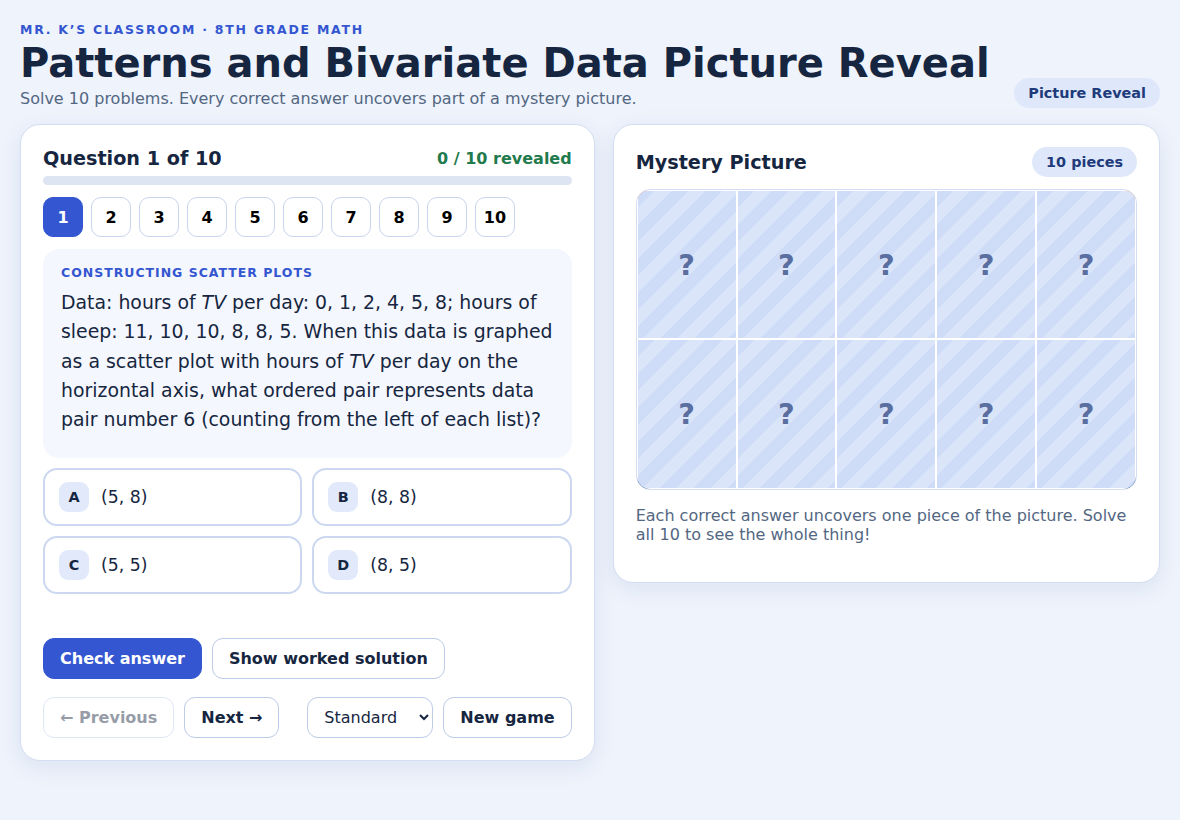 MR. K’S CLASSROOM · 8TH GRADE MATH
Patterns and Bivariate Data Picture Reveal
Solve 10 problems. Every correct answer uncovers part of a mystery picture.
Picture Reveal
Question 1 of 10
0 / 10 revealed
1 2 3 4 5 6 7 8 9 10
CONSTRUCTING SCATTER PLOTS
Data: hours of TV per day: 0, 1, 2, 4, 5, 8; hours of
sleep: 11, 10, 10, 8, 8, 5. When this data is graphed
as a scatter plot with hours of TV per day on the
horizontal axis, what ordered pair represents data
pair number 6 (counting from the left of each list)?
A (5, 8)
B (8, 8)
C (5, 5)
D (8, 5)
Check answer
Show worked solution
← Previous
Next →
Standard
New game
Mystery Picture
10 pieces
? ? ? ? ?
? ? ? ? ?
Each correct answer uncovers one piece of the picture. Solve
all 10 to see the whole thing!